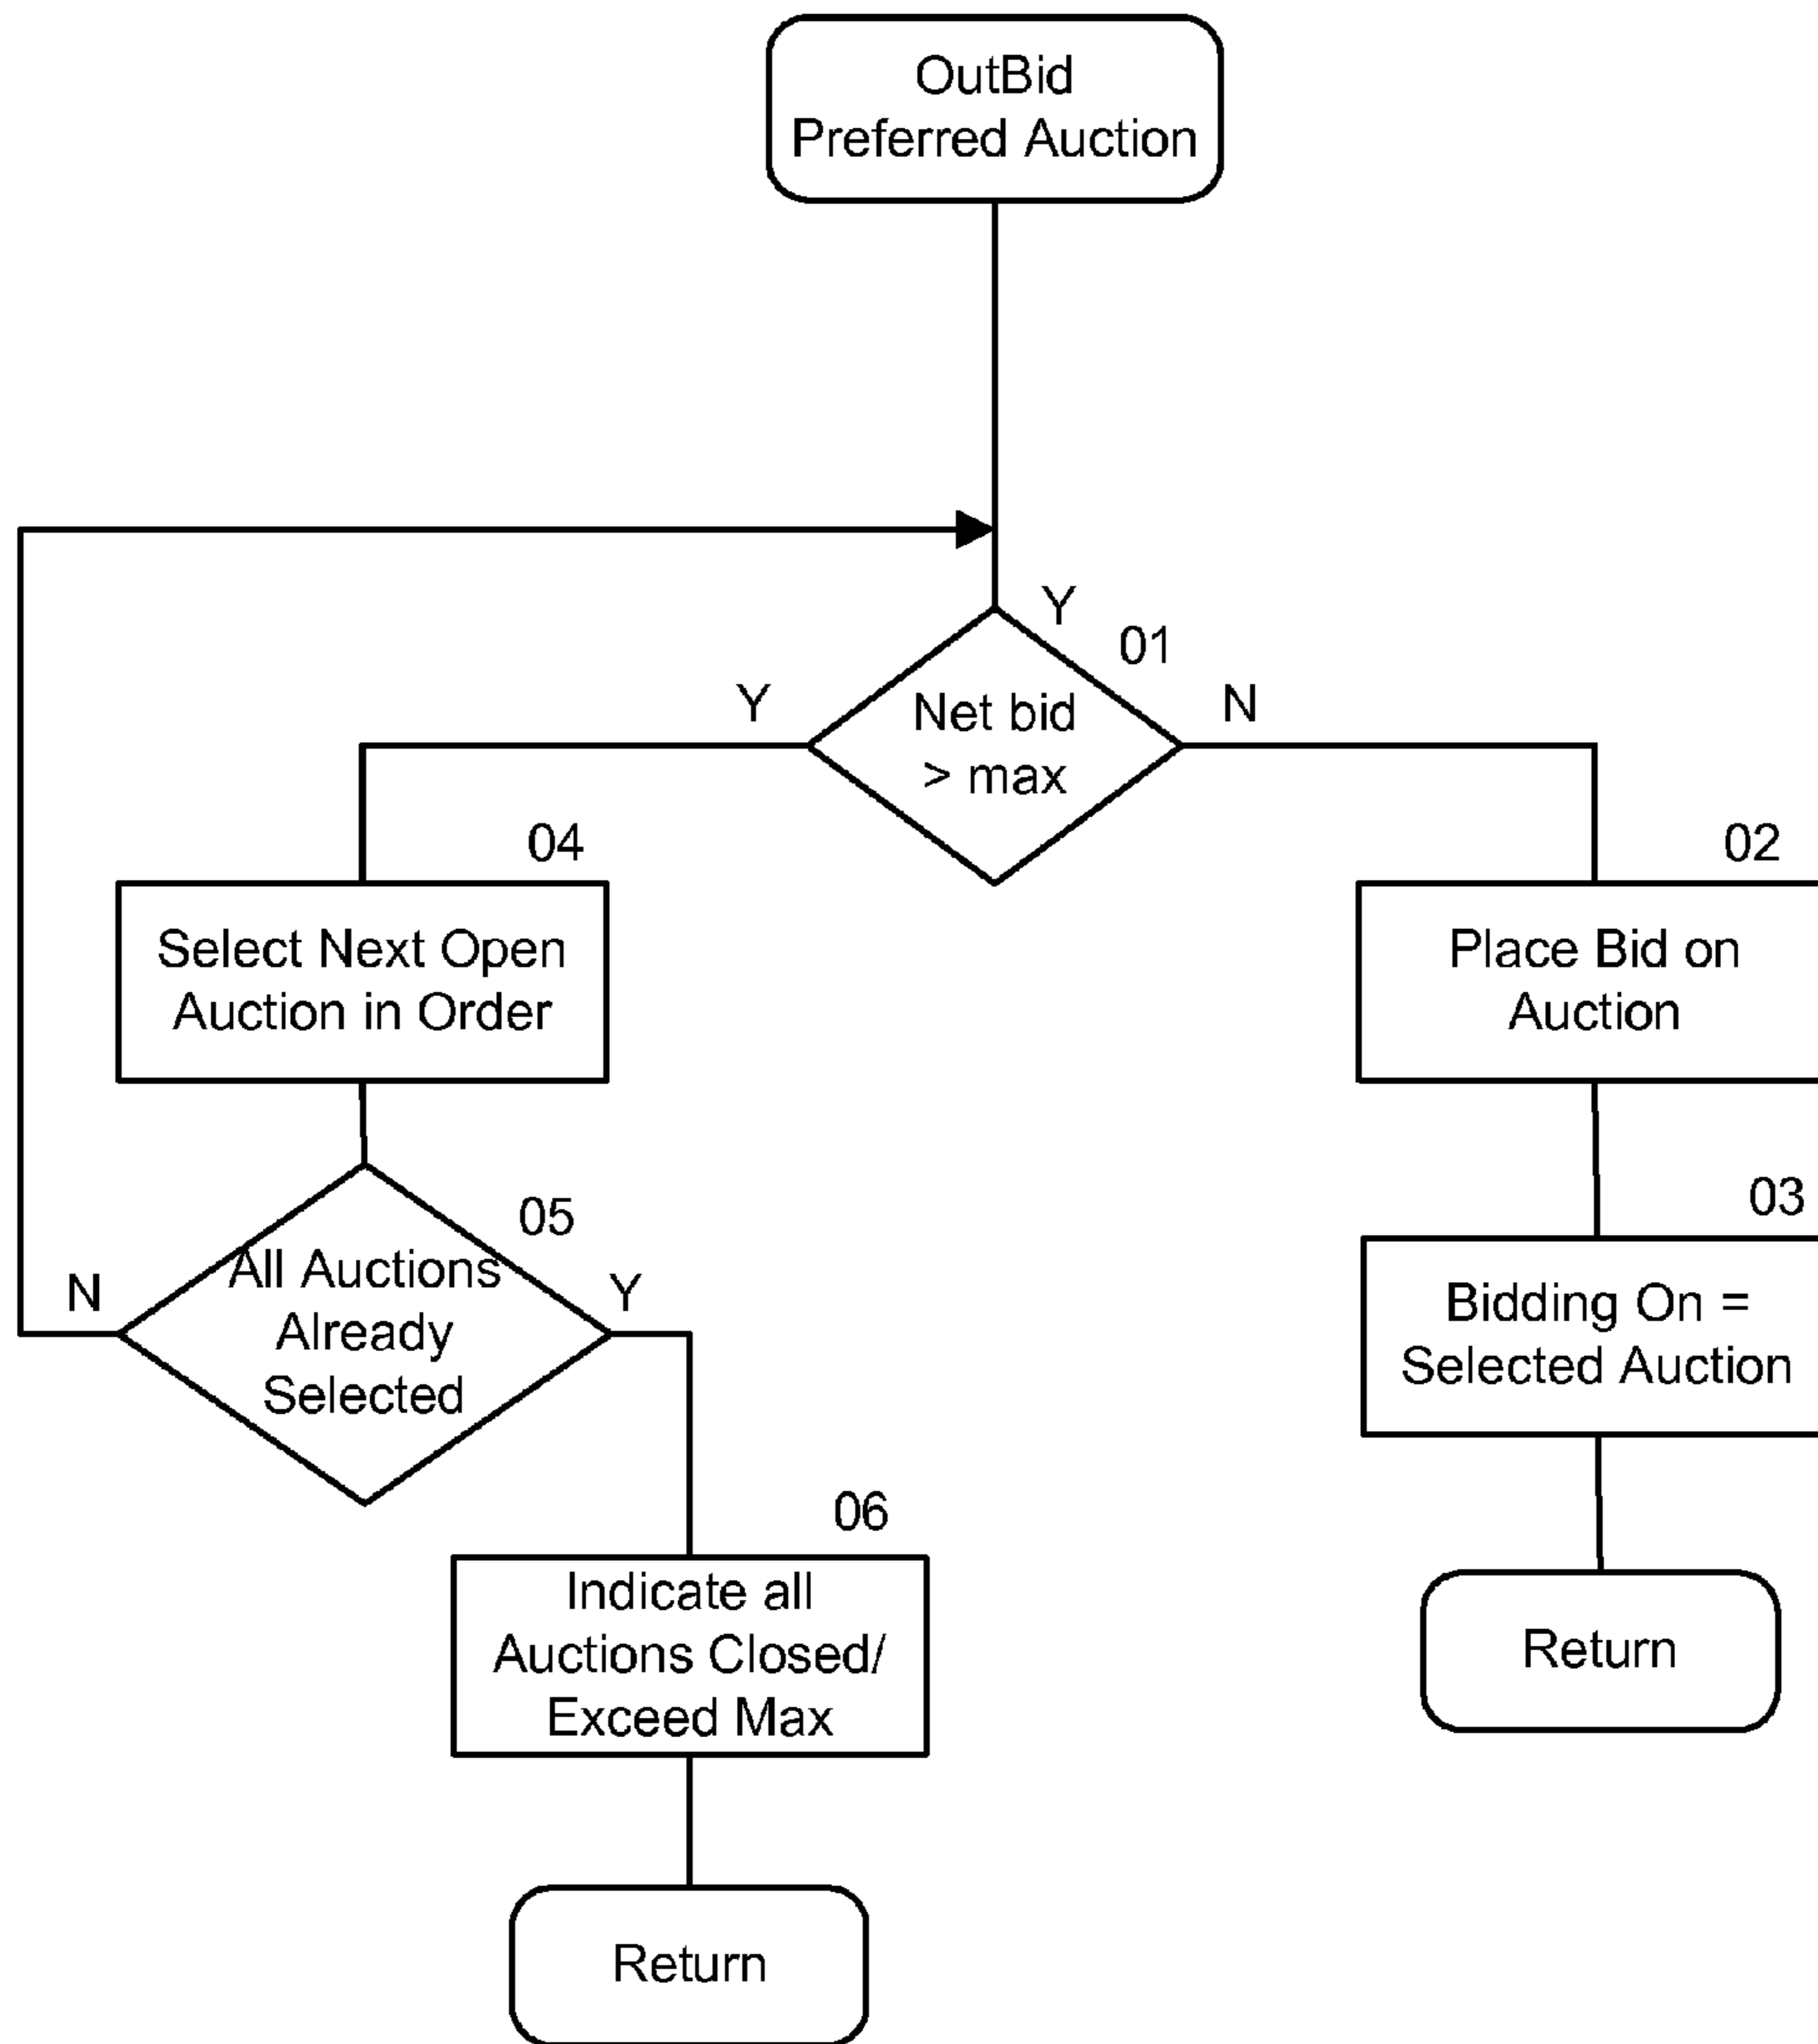 OutBid
Preferred Auction
Y
01
Y
Net bid
> max
N
04
02
Select Next Open
Auction in Order
Place Bid on
Auction
03
05
N
All Auctions
Already
Selected
Y
Bidding On =
Selected Auction
06
Indicate all
Auctions Closed/
Exceed Max
Return
Return